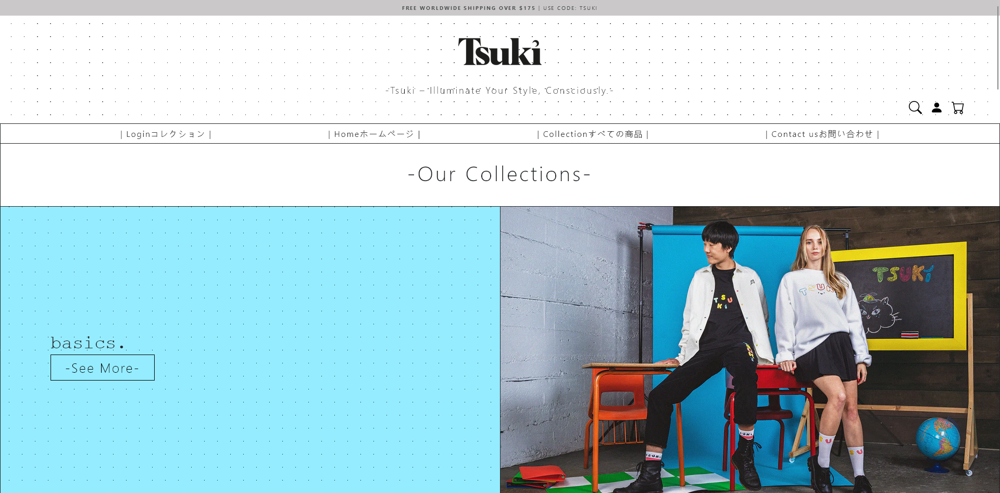 FREE WORLDWIDE SHIPPING OVER $175 | USE CODE: TSUKI
Tsuki
-Tsuki – Illuminate Your Style, Consciously.-
| Loginコレクション |
| Homeホームページ |
| Collectionすべての商品 |
| Contact usお問い合わせ |
-Our Collections-
basics.
-See More-
TSUKi
TSU
Ki
TSUK